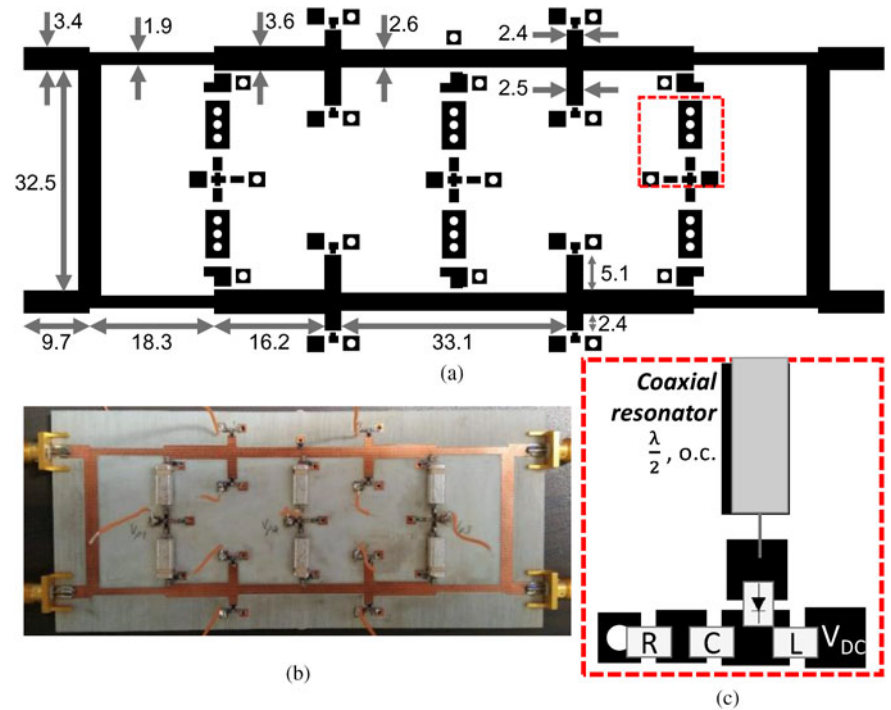 3.4
1.9
3.6
2.6
2.4
2.5
32.5
5.1
2.4
9.7
18.3
16.2
33.1
(a)
(b)
Coaxial
resonator
λ/2, o.c.
R
C
L
V_DC
(c)